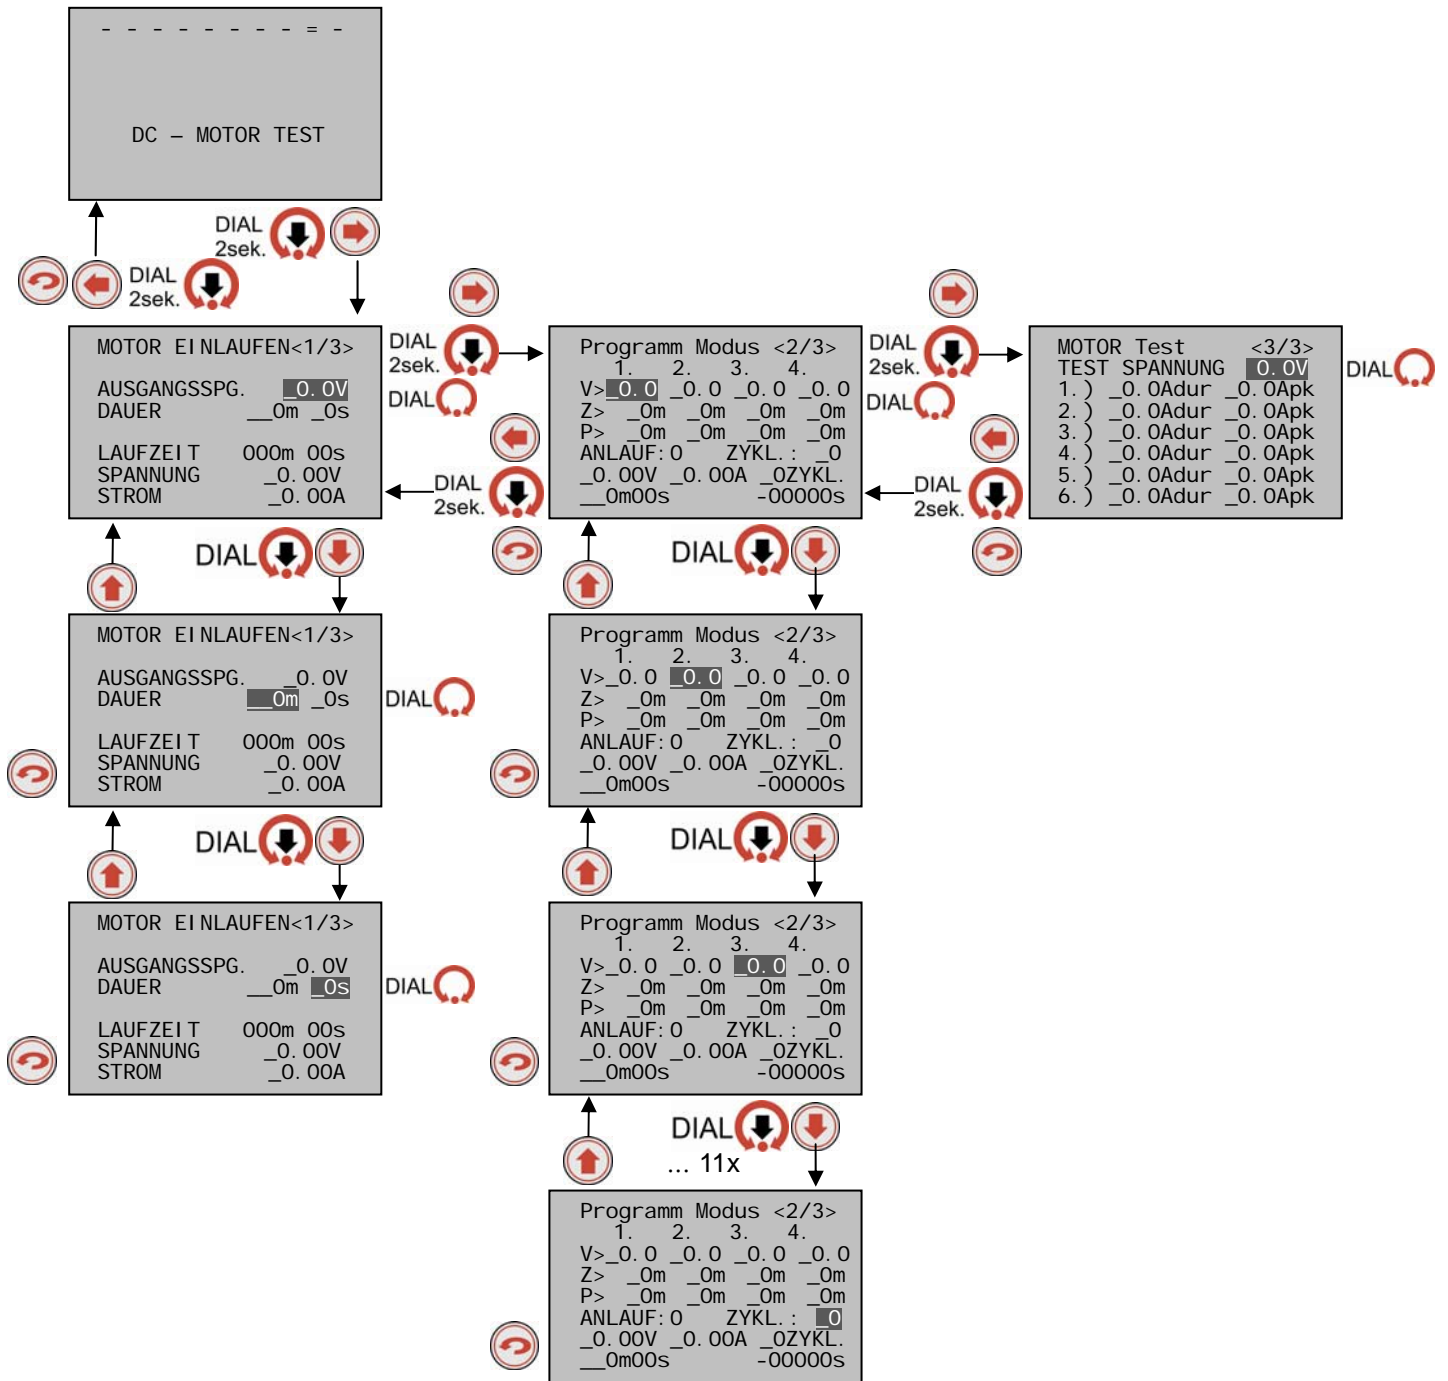 - - - - - - - - = -
DC – MOTOR TEST
DIAL
2sek.
DIAL
2sek.
MOTOR EINLAUFEN<1/3>
AUSGANGSSPG. _0.0V
DAUER __0m _0s
LAUFZEIT 000m 00s
SPANNUNG _0.00V
STROM _0.00A
DIAL
2sek.
DIAL
DIAL
2sek.
Programm Modus <2/3>
1. 2. 3. 4.
V>_0.0 _0.0 _0.0 _0.0
Z> _0m _0m _0m _0m
P> _0m _0m _0m _0m
ANLAUF:0 ZYKL.: _0
_0.00V _0.00A _0ZYKL.
__0m00s -00000s
DIAL
2sek.
DIAL
DIAL
2sek.
MOTOR Test <3/3>
TEST SPANNUNG 0.0V
1.) _0.0Adur _0.0Apk
2.) _0.0Adur _0.0Apk
3.) _0.0Adur _0.0Apk
4.) _0.0Adur _0.0Apk
5.) _0.0Adur _0.0Apk
6.) _0.0Adur _0.0Apk
DIAL
DIAL
DIAL
MOTOR EINLAUFEN<1/3>
AUSGANGSSPG. _0.0V
DAUER __0m _0s
LAUFZEIT 000m 00s
SPANNUNG _0.00V
STROM _0.00A
DIAL
Programm Modus <2/3>
1. 2. 3. 4.
V>_0.0 _0.0 _0.0 _0.0
Z> _0m _0m _0m _0m
P> _0m _0m _0m _0m
ANLAUF:0 ZYKL.: _0
_0.00V _0.00A _0ZYKL.
__0m00s -00000s
DIAL
DIAL
MOTOR EINLAUFEN<1/3>
AUSGANGSSPG. _0.0V
DAUER __0m _0s
LAUFZEIT 000m 00s
SPANNUNG _0.00V
STROM _0.00A
DIAL
Programm Modus <2/3>
1. 2. 3. 4.
V>_0.0 _0.0 _0.0 _0.0
Z> _0m _0m _0m _0m
P> _0m _0m _0m _0m
ANLAUF:0 ZYKL.: _0
_0.00V _0.00A _0ZYKL.
__0m00s -00000s
DIAL
... 11x
Programm Modus <2/3>
1. 2. 3. 4.
V>_0.0 _0.0 _0.0 _0.0
Z> _0m _0m _0m _0m
P> _0m _0m _0m _0m
ANLAUF:0 ZYKL.: _0
_0.00V _0.00A _0ZYKL.
__0m00s -00000s